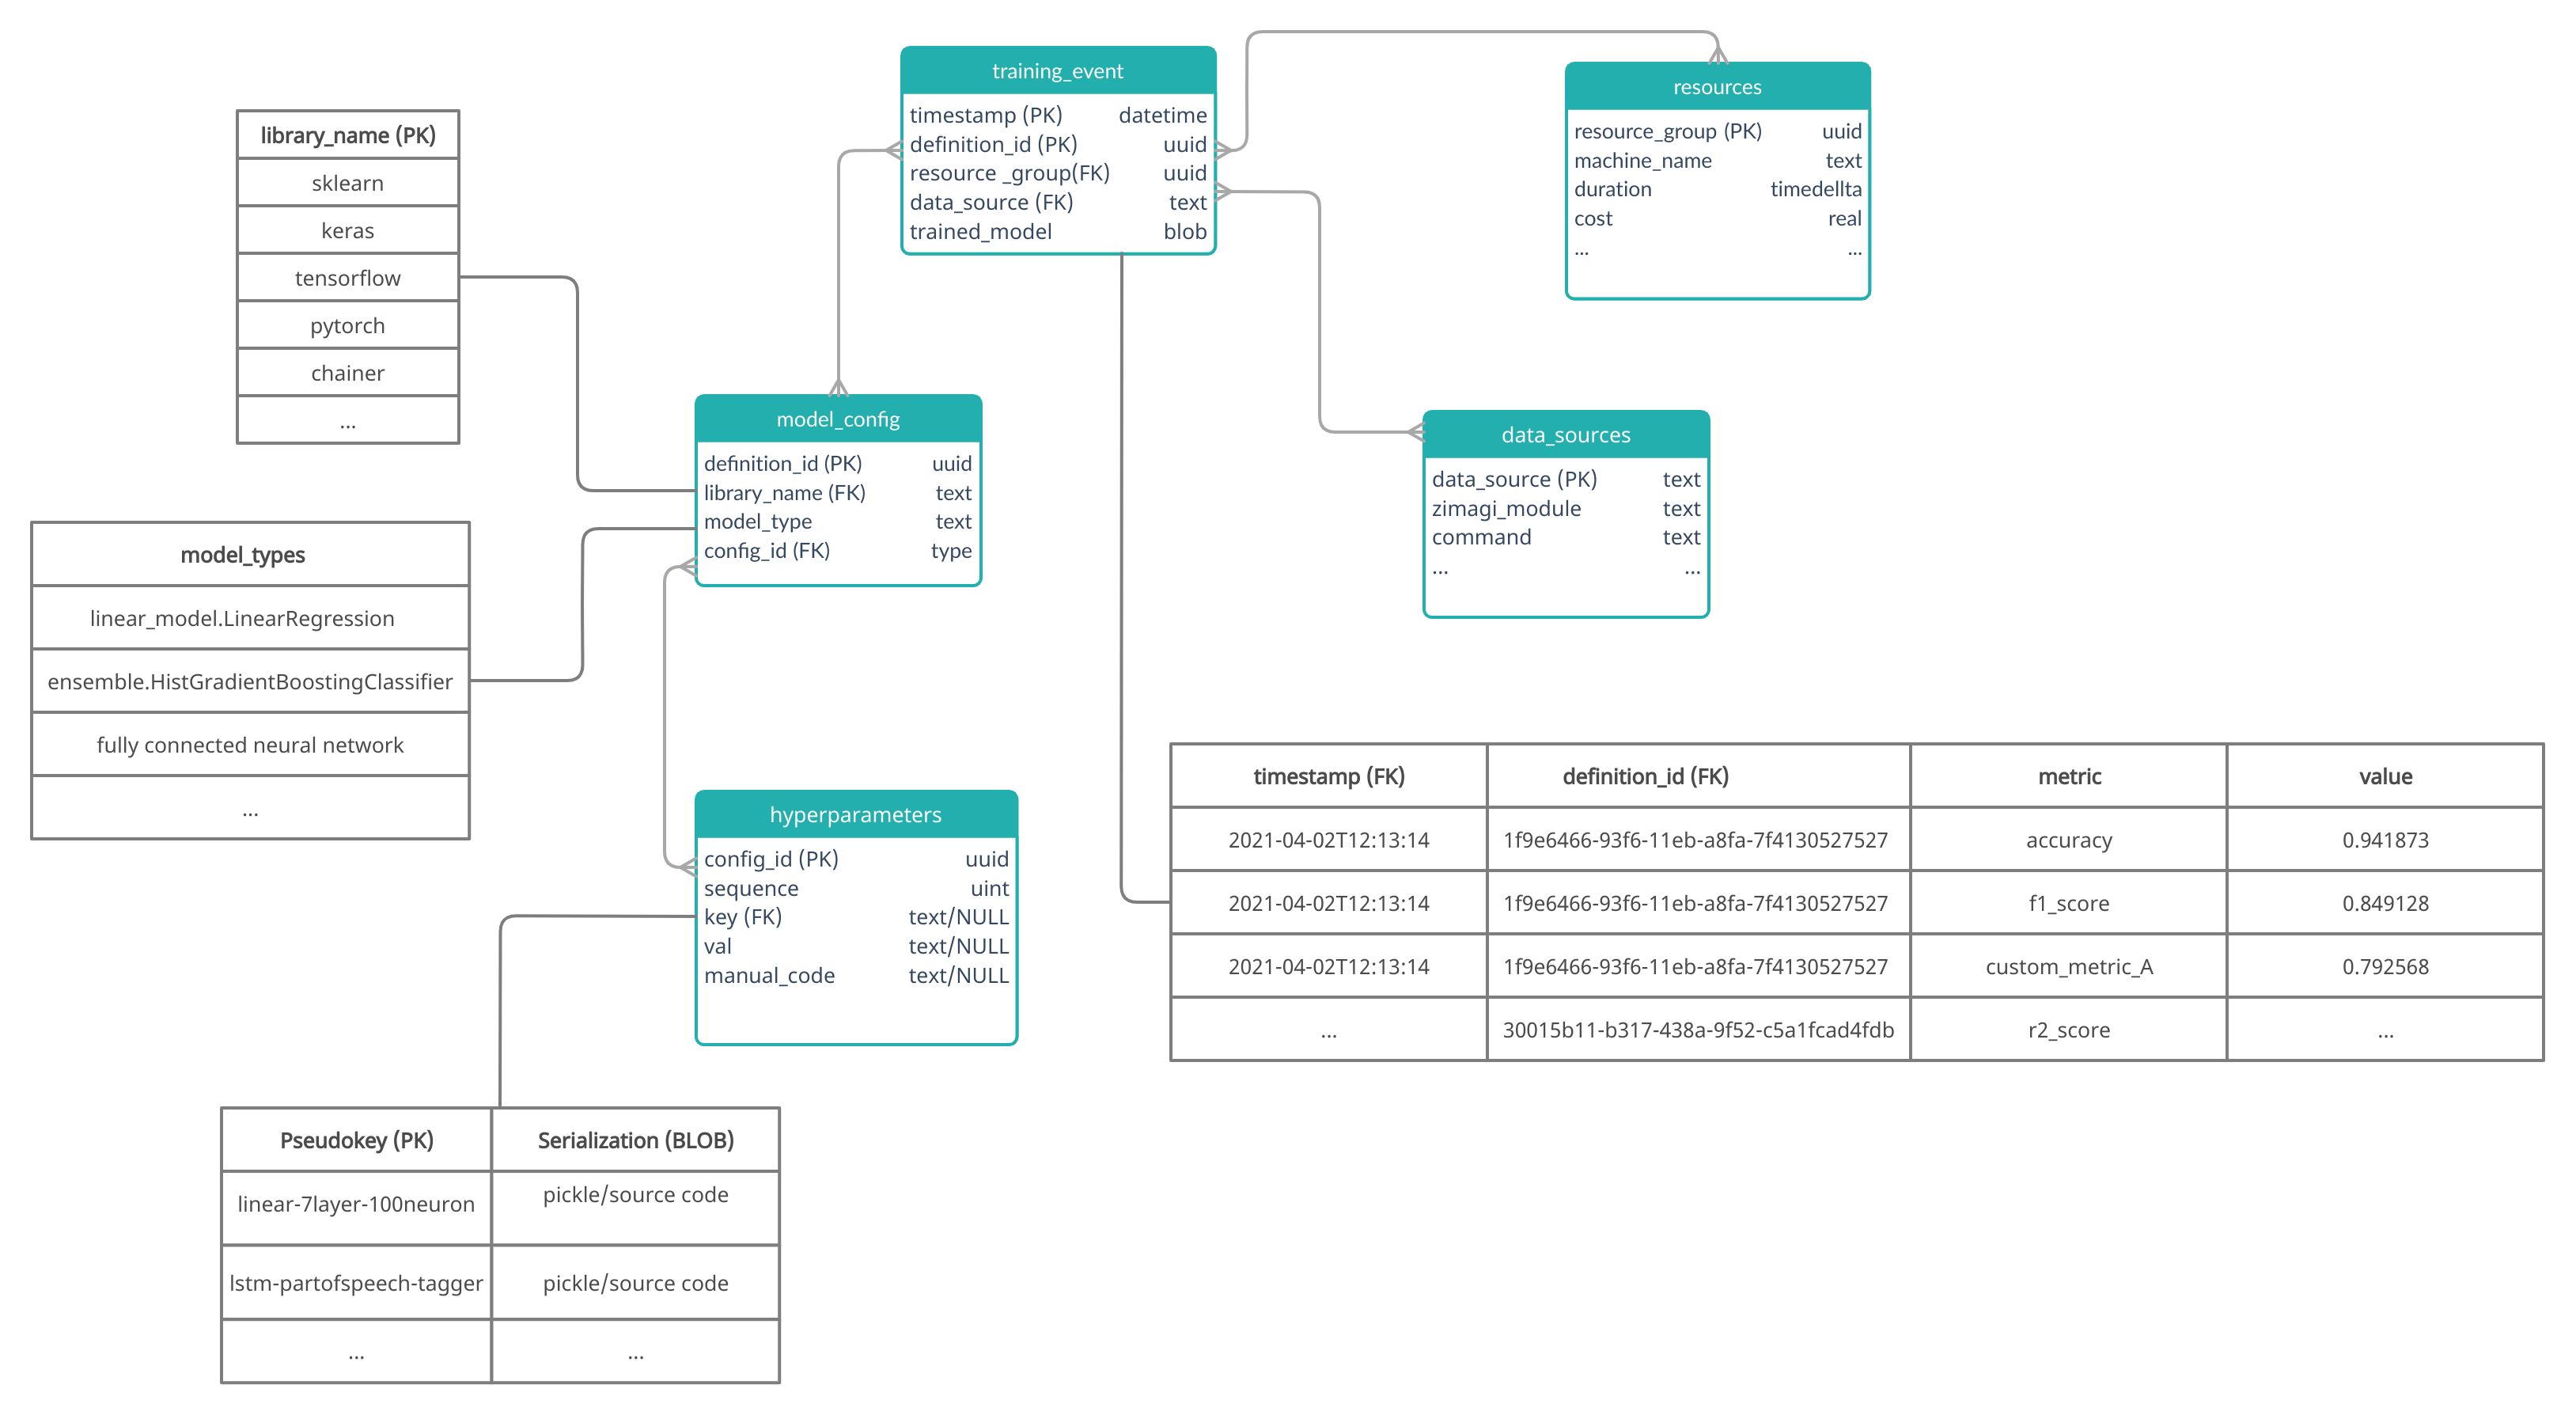 training_event
timestamp (PK) datetime
definition_id (PK) uuid
resource _group(FK) uuid
data_source (FK) text
trained_model blob
resources
resource_group (PK) uuid
machine_name text
duration timedellta
cost real
... ...
library_name (PK)
sklearn
keras
tensorflow
pytorch
chainer
...
model_config
definition_id (PK) uuid
library_name (FK) text
model_type text
config_id (FK) type
data_sources
data_source (PK) text
zimagi_module text
command text
... ...
model_types
linear_model.LinearRegression
ensemble.HistGradientBoostingClassifier
fully connected neural network
...
hyperparameters
config_id (PK) uuid
sequence uint
key (FK) text/NULL
val text/NULL
manual_code text/NULL
timestamp (FK) definition_id (FK) metric value
2021-04-02T12:13:14 1f9e6466-93f6-11eb-a8fa-7f4130527527 accuracy 0.941873
2021-04-02T12:13:14 1f9e6466-93f6-11eb-a8fa-7f4130527527 f1_score 0.849128
2021-04-02T12:13:14 1f9e6466-93f6-11eb-a8fa-7f4130527527 custom_metric_A 0.792568
... 30015b11-b317-438a-9f52-c5a1fcad4fdb r2_score ...
Pseudokey (PK) Serialization (BLOB)
linear-7layer-100neuron pickle/source code
lstm-partofspeech-tagger pickle/source code
... ...